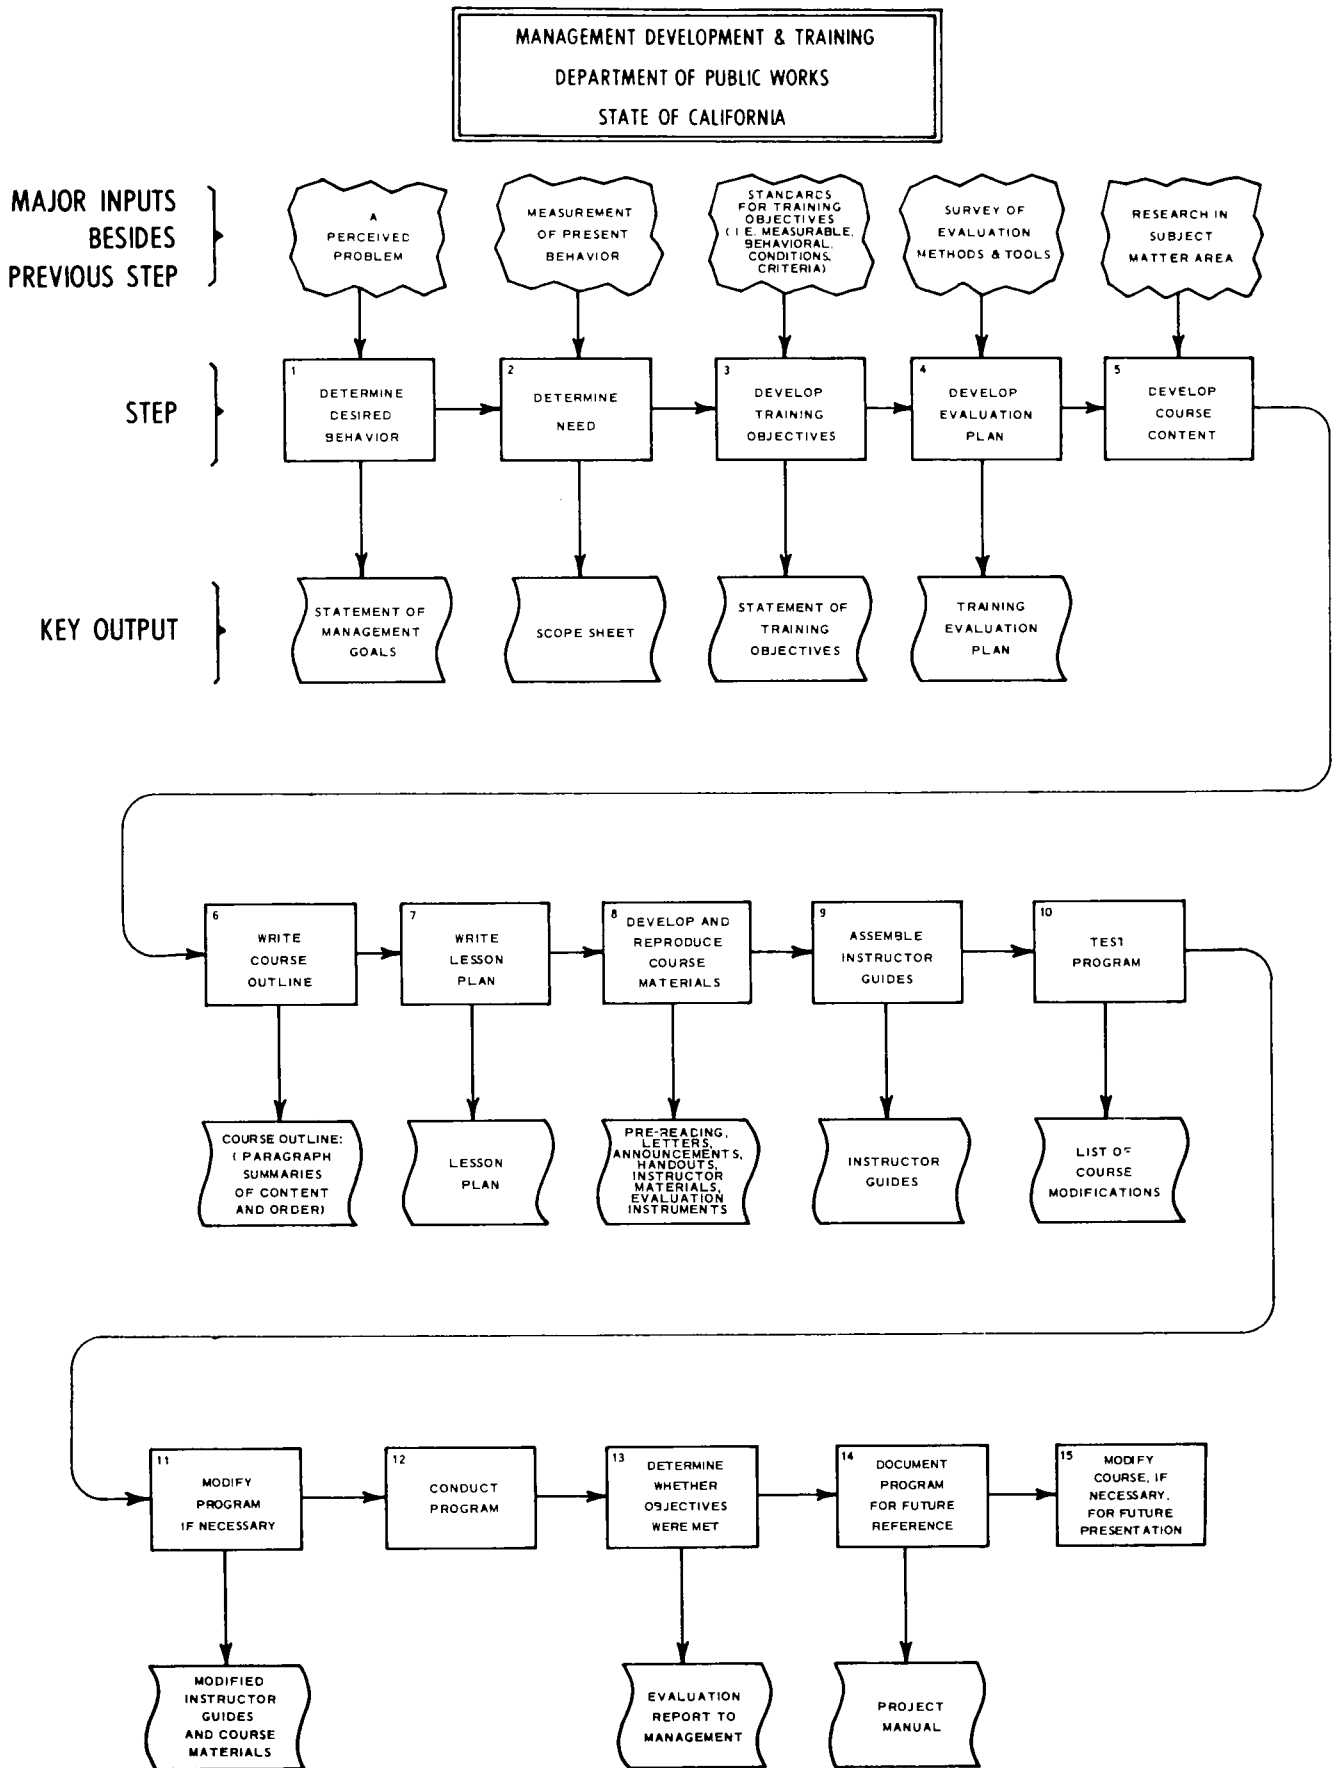 MANAGEMENT DEVELOPMENT & TRAINING
DEPARTMENT OF PUBLIC WORKS
STATE OF CALIFORNIA
MAJOR INPUTS
BESIDES
PREVIOUS STEP
A
PERCEIVED
PROBLEM
MEASUREMENT
OF PRESENT
BEHAVIOR
STANDARDS
FOR TRAINING
OBJECTIVES
(I.E. MEASURABLE,
BEHAVIORAL,
CONDITIONS,
CRITERIA)
SURVEY OF
EVALUATION
METHODS & TOOLS
RESEARCH IN
SUBJECT
MATTER AREA
STEP
1
DETERMINE
DESIRED
BEHAVIOR
2
DETERMINE
NEED
3
DEVELOP
TRAINING
OBJECTIVES
4
DEVELOP
EVALUATION
PLAN
5
DEVELOP
COURSE
CONTENT
KEY OUTPUT
STATEMENT OF
MANAGEMENT
GOALS
SCOPE SHEET
STATEMENT OF
TRAINING
OBJECTIVES
TRAINING
EVALUATION
PLAN
6
WRITE
COURSE
OUTLINE
7
WRITE
LESSON
PLAN
8
DEVELOP AND
REPRODUCE
COURSE
MATERIALS
9
ASSEMBLE
INSTRUCTOR
GUIDES
10
TEST
PROGRAM
COURSE OUTLINE:
( PARAGRAPH
SUMMARIES
OF CONTENT
AND ORDER)
LESSON
PLAN
PRE-READING,
LETTERS,
ANNOUNCEMENTS,
HANDOUTS,
INSTRUCTOR
MATERIALS,
EVALUATION
INSTRUMENTS
INSTRUCTOR
GUIDES
LIST OF
COURSE
MODIFICATIONS
11
MODIFY
PROGRAM
IF NECESSARY
12
CONDUCT
PROGRAM
13
DETERMINE
WHETHER
OBJECTIVES
WERE MET
14
DOCUMENT
PROGRAM
FOR FUTURE
REFERENCE
15
MODIFY
COURSE, IF
NECESSARY,
FOR FUTURE
PRESENTATION
MODIFIED
INSTRUCTOR
GUIDES
AND COURSE
MATERIALS
EVALUATION
REPORT TO
MANAGEMENT
PROJECT
MANUAL